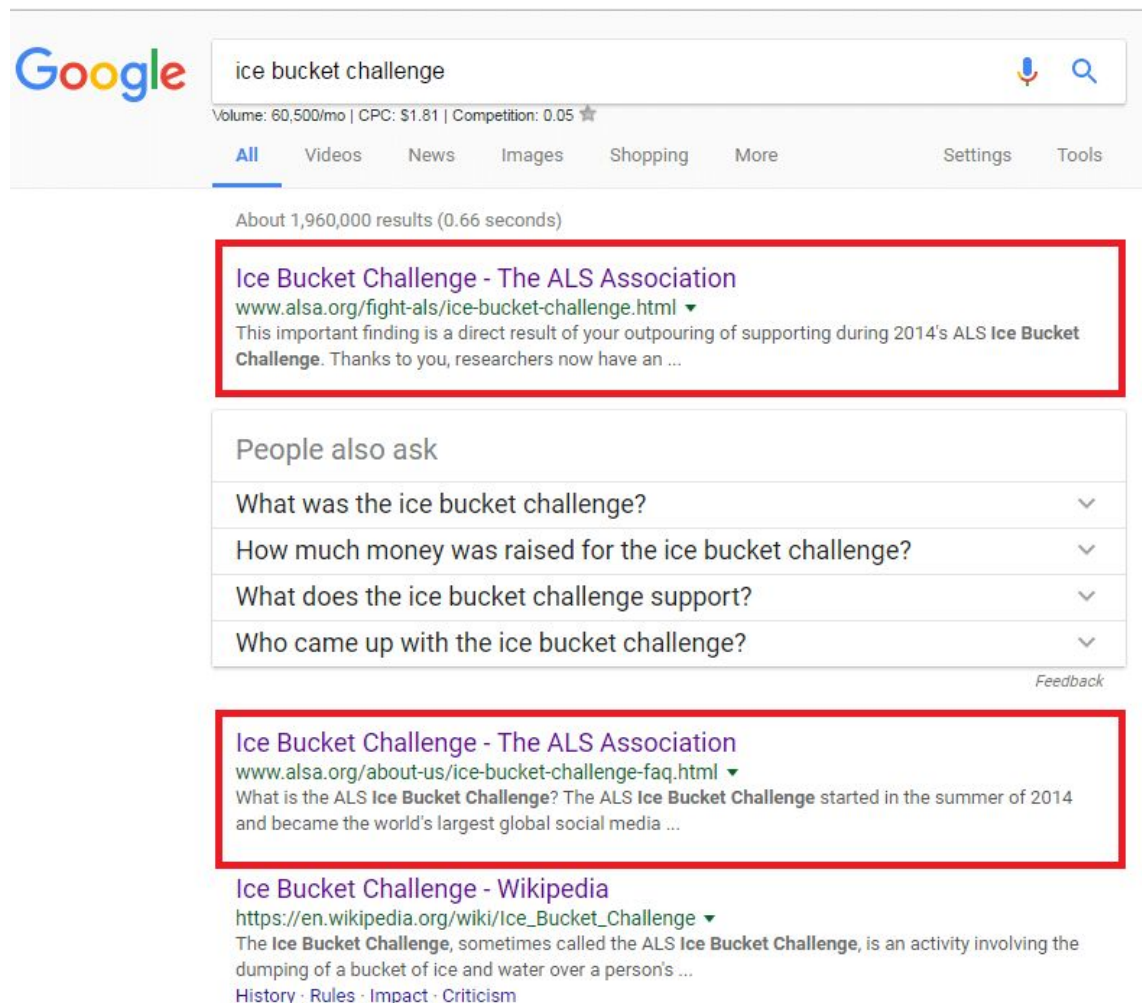 Google
ice bucket challenge
Volume: 60,500/mo | CPC: $1.81 | Competition: 0.05
All Videos News Images Shopping More Settings Tools
About 1,960,000 results (0.66 seconds)
Ice Bucket Challenge - The ALS Association
www.alsa.org/fight-als/ice-bucket-challenge.html
This important finding is a direct result of your outpouring of supporting during 2014's ALS Ice Bucket
Challenge. Thanks to you, researchers now have an ...
People also ask
What was the ice bucket challenge?
How much money was raised for the ice bucket challenge?
What does the ice bucket challenge support?
Who came up with the ice bucket challenge?
Feedback
Ice Bucket Challenge - The ALS Association
www.alsa.org/about-us/ice-bucket-challenge-faq.html
What is the ALS Ice Bucket Challenge? The ALS Ice Bucket Challenge started in the summer of 2014
and became the world's largest global social media ...
Ice Bucket Challenge - Wikipedia
https://en.wikipedia.org/wiki/Ice_Bucket_Challenge
The Ice Bucket Challenge, sometimes called the ALS Ice Bucket Challenge, is an activity involving the
dumping of a bucket of ice and water over a person's ...
History · Rules · Impact · Criticism